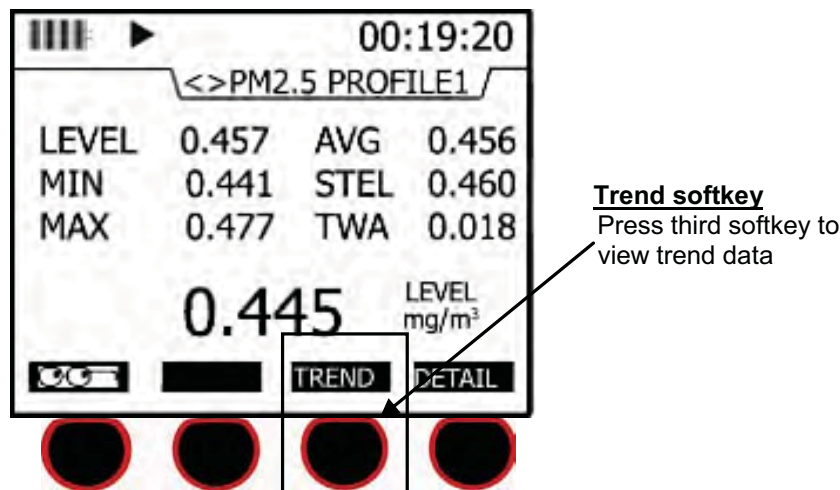 00:19:20
<>PM2.5 PROFILE1
LEVEL 0.457 AVG 0.456
MIN 0.441 STEL 0.460
MAX 0.477 TWA 0.018
0.445 LEVEL
mg/m³
TREND DETAIL
Trend softkey
Press third softkey to
view trend data